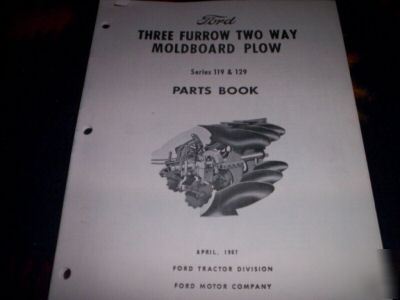 Ford
THREE FURROW TWO WAY
MOLDBOARD PLOW
Series 119 & 129
PARTS BOOK
APRIL, 1967
FORD TRACTOR DIVISION
FORD MOTOR COMPANY